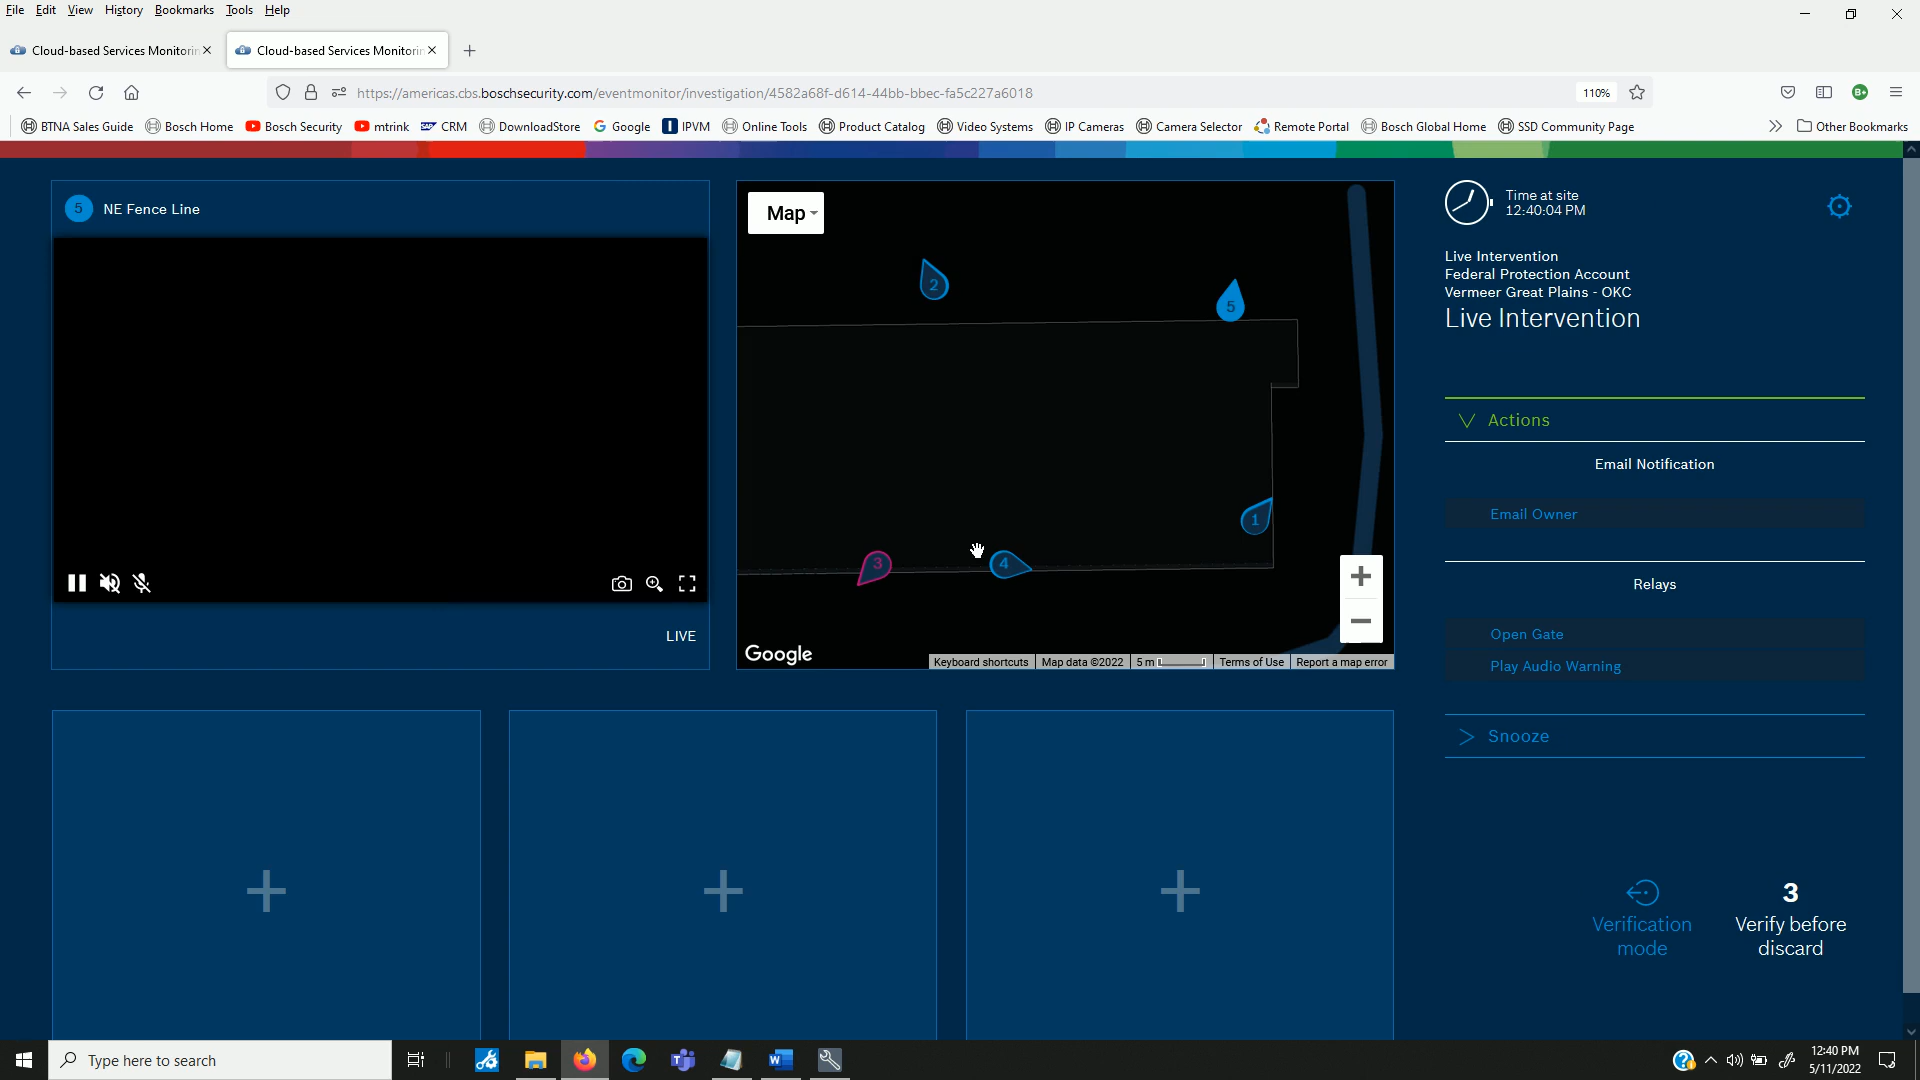 File Edit View History Bookmarks Tools Help
Cloud-based Services Monitorin
Cloud-based Services Monitorin
https://americas.cbs.boschsecurity.com/eventmonitor/investigation/4582a68f-d614-44bb-bbec-fa5c227a6018
110%
BTNA Sales Guide Bosch Home Bosch Security mtrink CRM DownloadStore Google IPVM Online Tools Product Catalog Video Systems IP Cameras Camera Selector Remote Portal Bosch Global Home SSD Community Page Other Bookmarks
5 NE Fence Line
LIVE
Map
2
5
1
3
4
Google
Keyboard shortcuts Map data ©2022 5 m Terms of Use Report a map error
Time at site
12:40:04 PM
Live Intervention
Federal Protection Account
Vermeer Great Plains - OKC
Live Intervention
Actions
Email Notification
Email Owner
Relays
Open Gate
Play Audio Warning
Snooze
Verification
mode
3
Verify before
discard
Type here to search
12:40 PM
5/11/2022